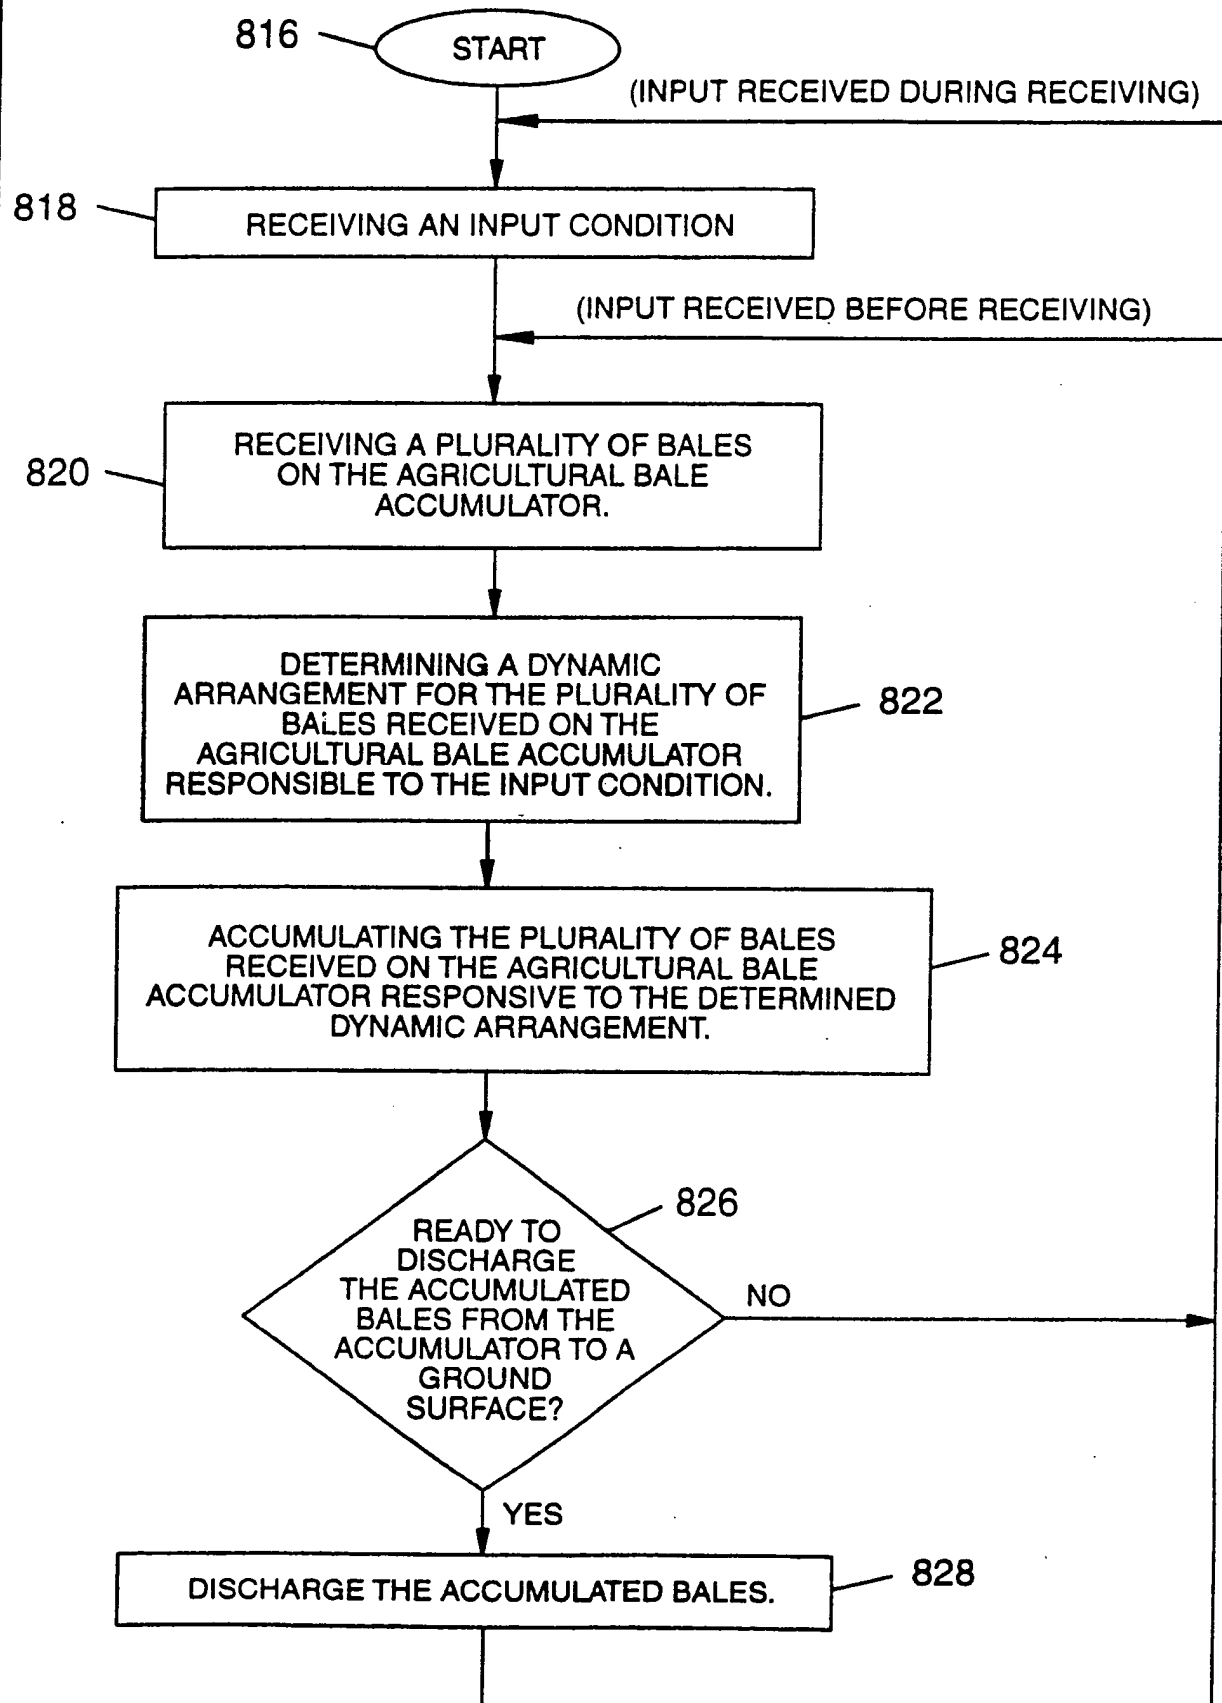 816
START
(INPUT RECEIVED DURING RECEIVING)
818
RECEIVING AN INPUT CONDITION
(INPUT RECEIVED BEFORE RECEIVING)
820
RECEIVING A PLURALITY OF BALES
ON THE AGRICULTURAL BALE
ACCUMULATOR.
DETERMINING A DYNAMIC
ARRANGEMENT FOR THE PLURALITY OF
BALES RECEIVED ON THE
AGRICULTURAL BALE ACCUMULATOR
RESPONSIBLE TO THE INPUT CONDITION.
822
ACCUMULATING THE PLURALITY OF BALES
RECEIVED ON THE AGRICULTURAL BALE
ACCUMULATOR RESPONSIVE TO THE DETERMINED
DYNAMIC ARRANGEMENT.
824
826
READY TO
DISCHARGE
THE ACCUMULATED
BALES FROM THE
ACCUMULATOR TO A
GROUND
SURFACE?
NO
YES
DISCHARGE THE ACCUMULATED BALES.
828